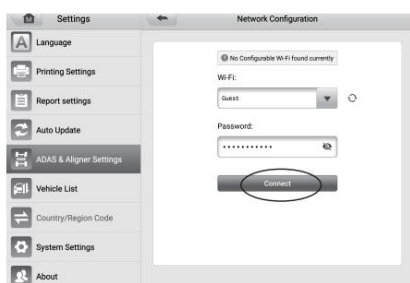 Settings
Network Configuration
Language
Printing Settings
Report settings
Auto Update
ADAS & Aligner Settings
Vehicle List
Country/Region Code
System Settings
About
No Configurable Wi-Fi found currently
Wi-Fi:
Guest
Password:
Connect